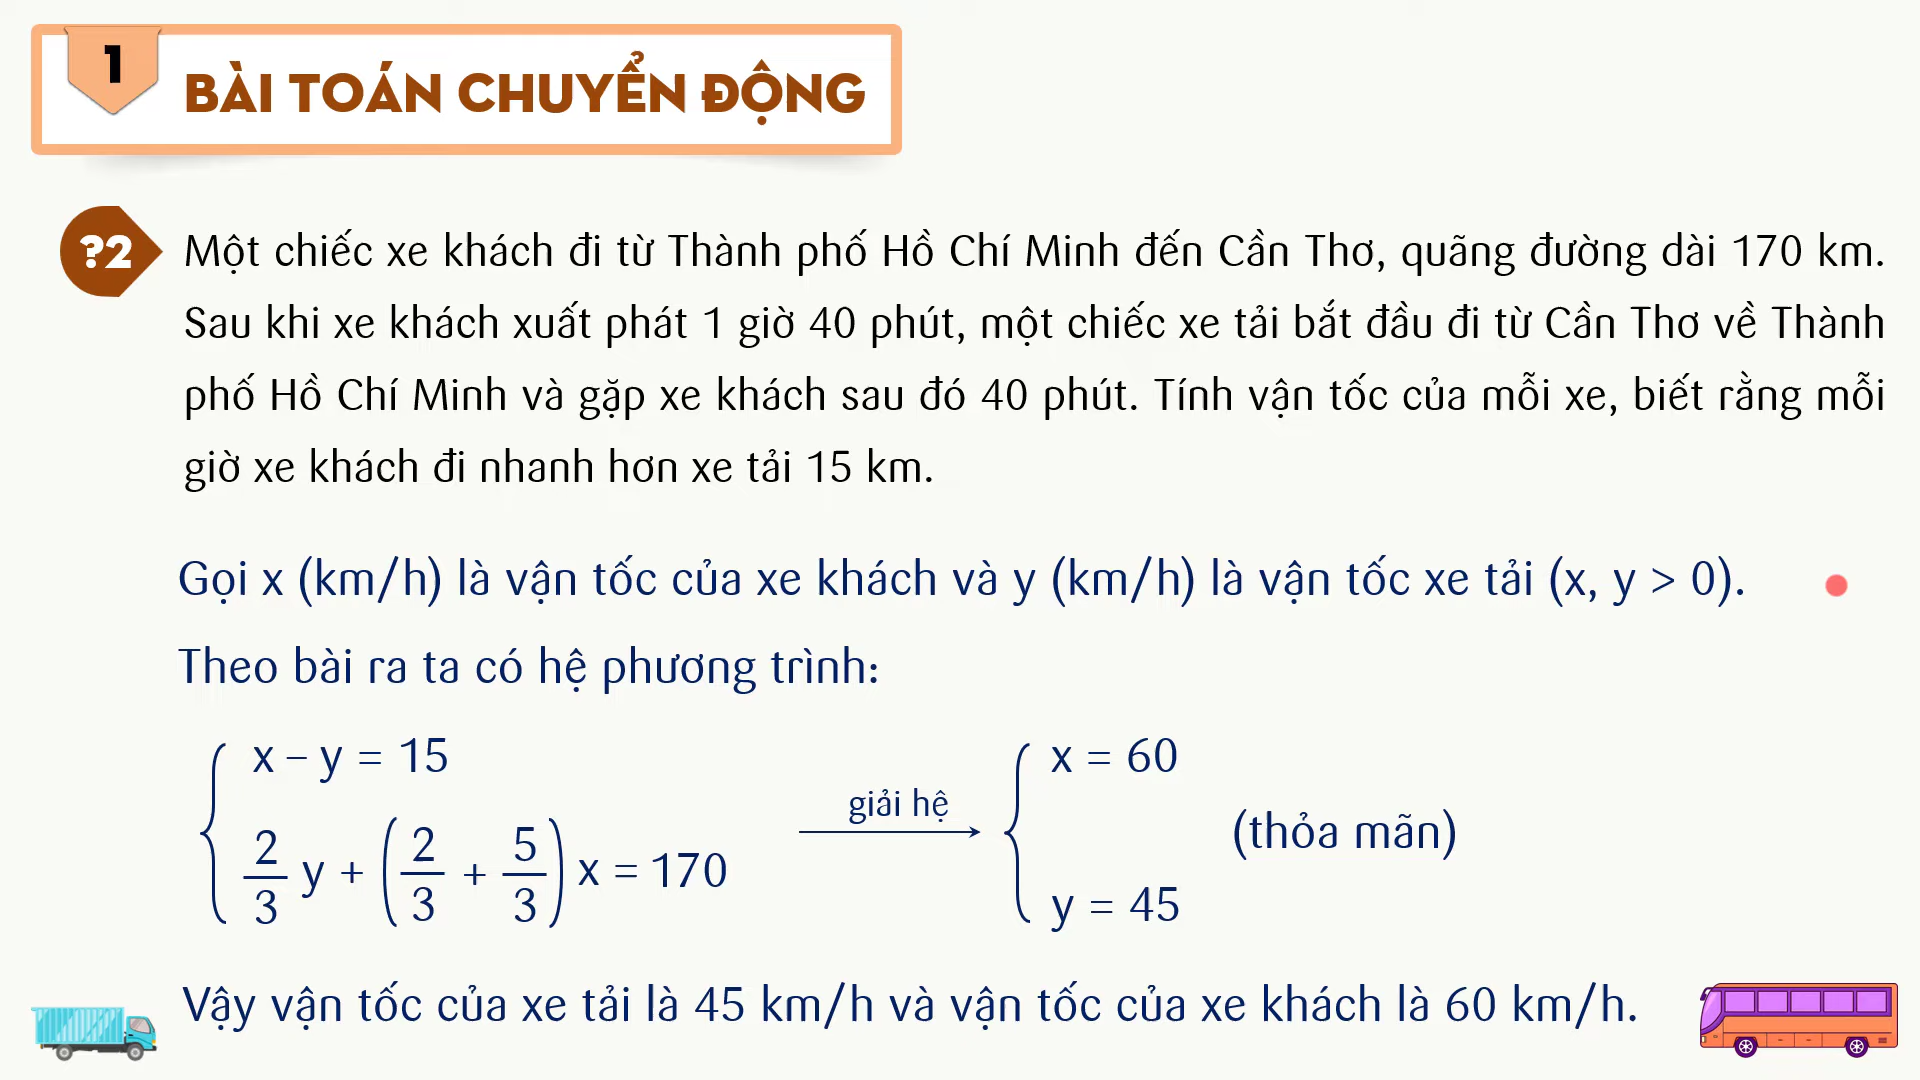 1
BÀI TOÁN CHUYỂN ĐỘNG
?2
Một chiếc xe khách đi từ Thành phố Hồ Chí Minh đến Cần Thơ, quãng đường dài 170 km.
Sau khi xe khách xuất phát 1 giờ 40 phút, một chiếc xe tải bắt đầu đi từ Cần Thơ về Thành
phố Hồ Chí Minh và gặp xe khách sau đó 40 phút. Tính vận tốc của mỗi xe, biết rằng mỗi
giờ xe khách đi nhanh hơn xe tải 15 km.
Gọi x (km/h) là vận tốc của xe khách và y (km/h) là vận tốc xe tải (x, y > 0).
Theo bài ra ta có hệ phương trình:
x – y = 15
2/3 y + (2/3 + 5/3) x = 170
giải hệ
x = 60
y = 45
(thỏa mãn)
Vậy vận tốc của xe tải là 45 km/h và vận tốc của xe khách là 60 km/h.